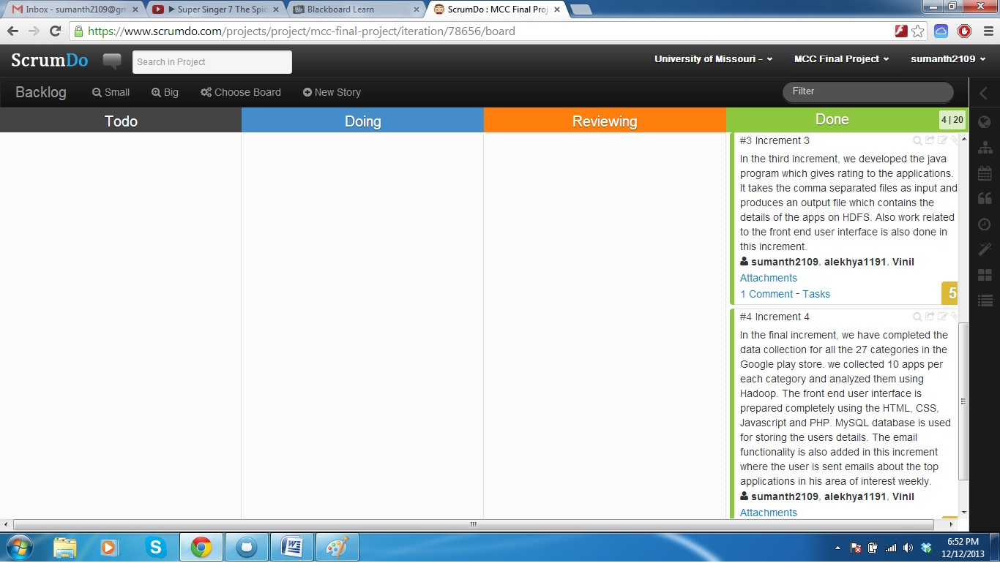 Inbox - sumanth2109@gm
▶ Super Singer 7 The Spic
Blackboard Learn
ScrumDo : MCC Final Proj
https://www.scrumdo.com/projects/project/mcc-final-project/iteration/78656/board
ScrumDo
Search in Project
University of Missouri -
MCC Final Project
sumanth2109
Backlog
Small
Big
Choose Board
New Story
Filter
Todo
Doing
Reviewing
Done
4 | 20
#3 Increment 3
In the third increment, we developed the java
program which gives rating to the applications.
It takes the comma separated files as input and
produces an output file which contains the
details of the apps on HDFS. Also work related
to the front end user interface is also done in
this increment.
sumanth2109, alekhya1191, Vinil
Attachments
1 Comment - Tasks
5
#4 Increment 4
In the final increment, we have completed the
data collection for all the 27 categories in the
Google play store. we collected 10 apps per
each category and analyzed them using
Hadoop. The front end user interface is
prepared completely using the HTML, CSS,
Javascript and PHP. MySQL database is used
for storing the users details. The email
functionality is also added in this increment
where the user is sent emails about the top
applications in his area of interest weekly.
sumanth2109, alekhya1191, Vinil
Attachments
6:52 PM
12/12/2013